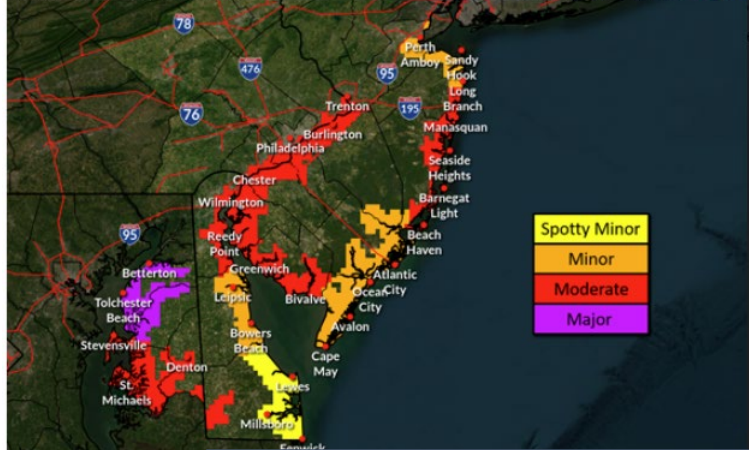 78
Perth
Amboy
Sandy
Hook
476
95
Long
Branch
76
Trenton
195
Burlington
Manasquan
Philadelphia
Seaside
Heights
Chester
Wilmington
Barnegat
Light
Spotty Minor
Minor
Moderate
Major
95
Reedy
Point
Beach
Haven
Betterton
Greenwich
Atlantic
City
Tolchester
Beach
Leipsic
Bivalve
Ocean
City
Avalon
Stevensville
Bowers
Beach
Cape
May
Denton
St.
Michaels
Lewes
Millsboro
Fenwick